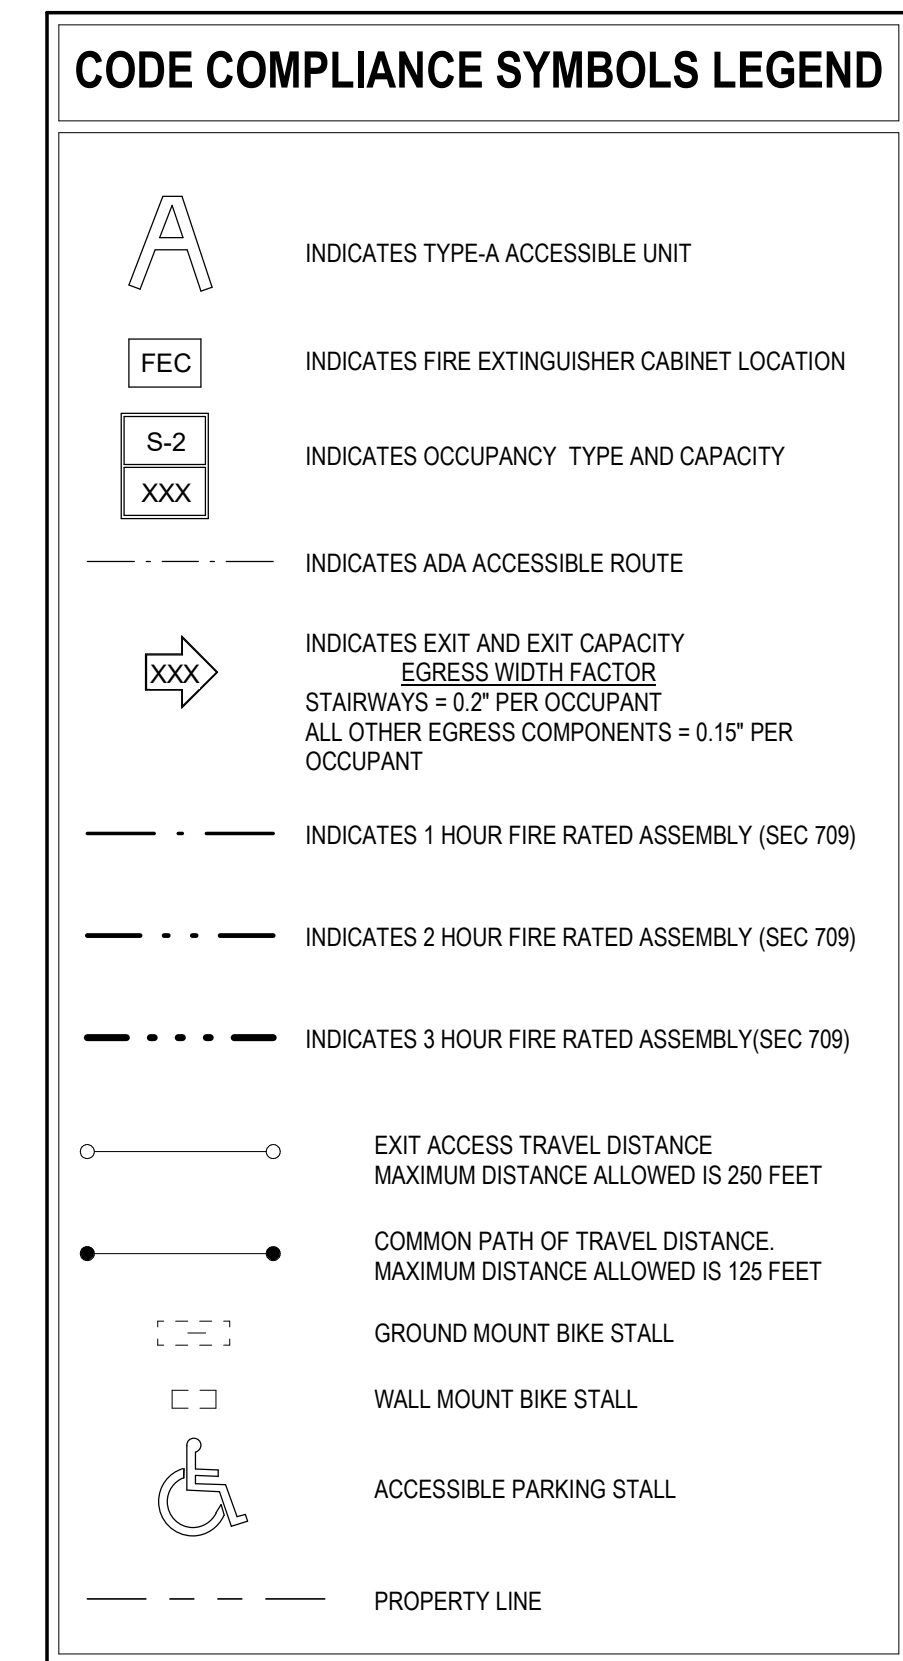 CODE COMPLIANCE SYMBOLS LEGEND
A
INDICATES TYPE-A ACCESSIBLE UNIT
FEC
INDICATES FIRE EXTINGUISHER CABINET LOCATION
S-2
XXX
INDICATES OCCUPANCY  TYPE AND CAPACITY
INDICATES ADA ACCESSIBLE ROUTE
XXX
INDICATES EXIT AND EXIT CAPACITY
EGRESS WIDTH FACTOR
STAIRWAYS = 0.2" PER OCCUPANT
ALL OTHER EGRESS COMPONENTS = 0.15" PER
OCCUPANT
INDICATES 1 HOUR FIRE RATED ASSEMBLY (SEC 709)
INDICATES 2 HOUR FIRE RATED ASSEMBLY (SEC 709)
INDICATES 3 HOUR FIRE RATED ASSEMBLY(SEC 709)
EXIT ACCESS TRAVEL DISTANCE
MAXIMUM DISTANCE ALLOWED IS 250 FEET
COMMON PATH OF TRAVEL DISTANCE.
MAXIMUM DISTANCE ALLOWED IS 125 FEET
GROUND MOUNT BIKE STALL
WALL MOUNT BIKE STALL
ACCESSIBLE PARKING STALL
PROPERTY LINE